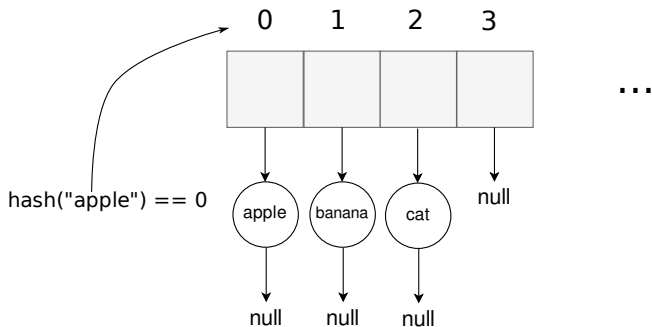 0 1 2 3
...
hash("apple") == 0
apple banana cat null
null null null